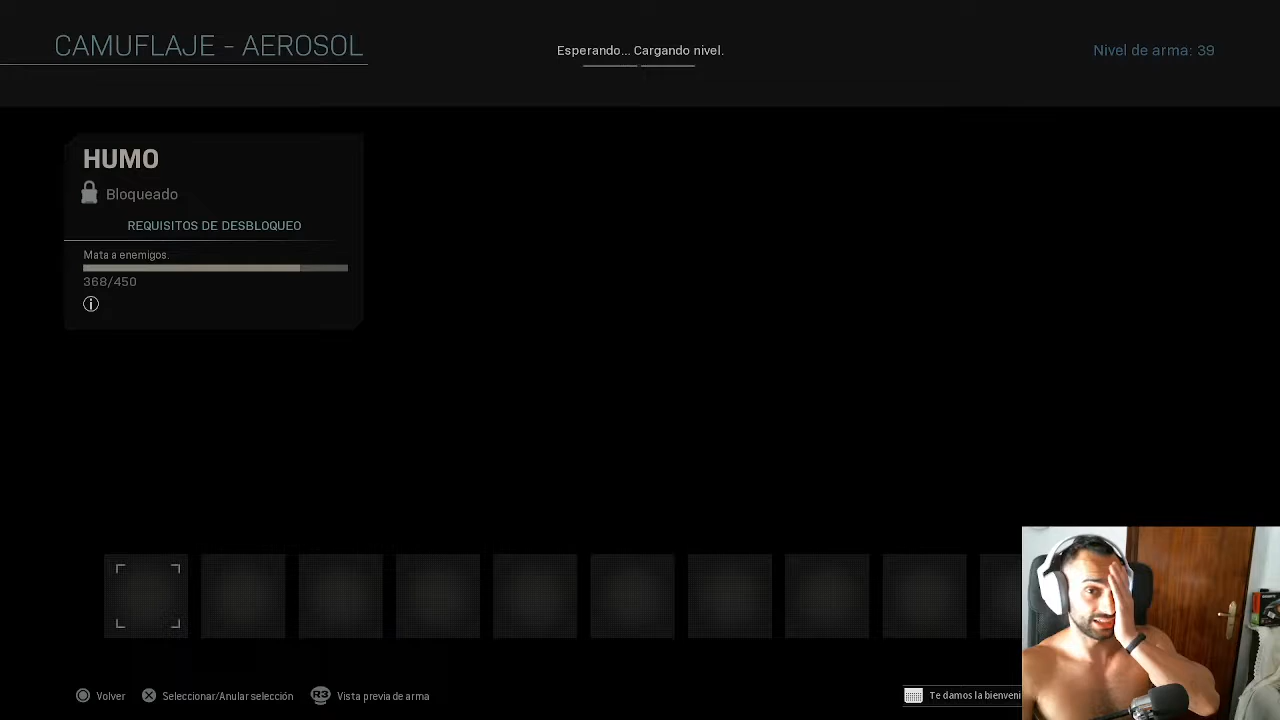 CAMUFLAJE - AEROSOL
Esperando... Cargando nivel.
Nivel de arma: 39
HUMO
Bloqueado
REQUISITOS DE DESBLOQUEO
Mata a enemigos.
368/450
Volver
Seleccionar/Anular selección
R3 Vista previa de arma
Te damos la bienveni